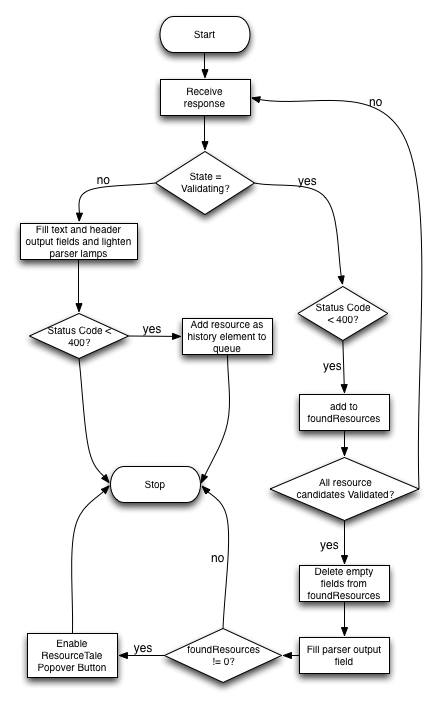 Start
Receive
response
no
State =
Validating?
no
yes
Fill text and header
output fields and lighten
parser lamps
Status Code <
400?
yes
Add resource as
history element to
queue
Status Code
< 400?
yes
add to
foundResources
All resource
candidates Validated?
Stop
yes
Delete empty
fields from
foundResources
no
Enable
ResourceTale
Popover Button
yes
foundResources
!= 0?
Fill parser output
field